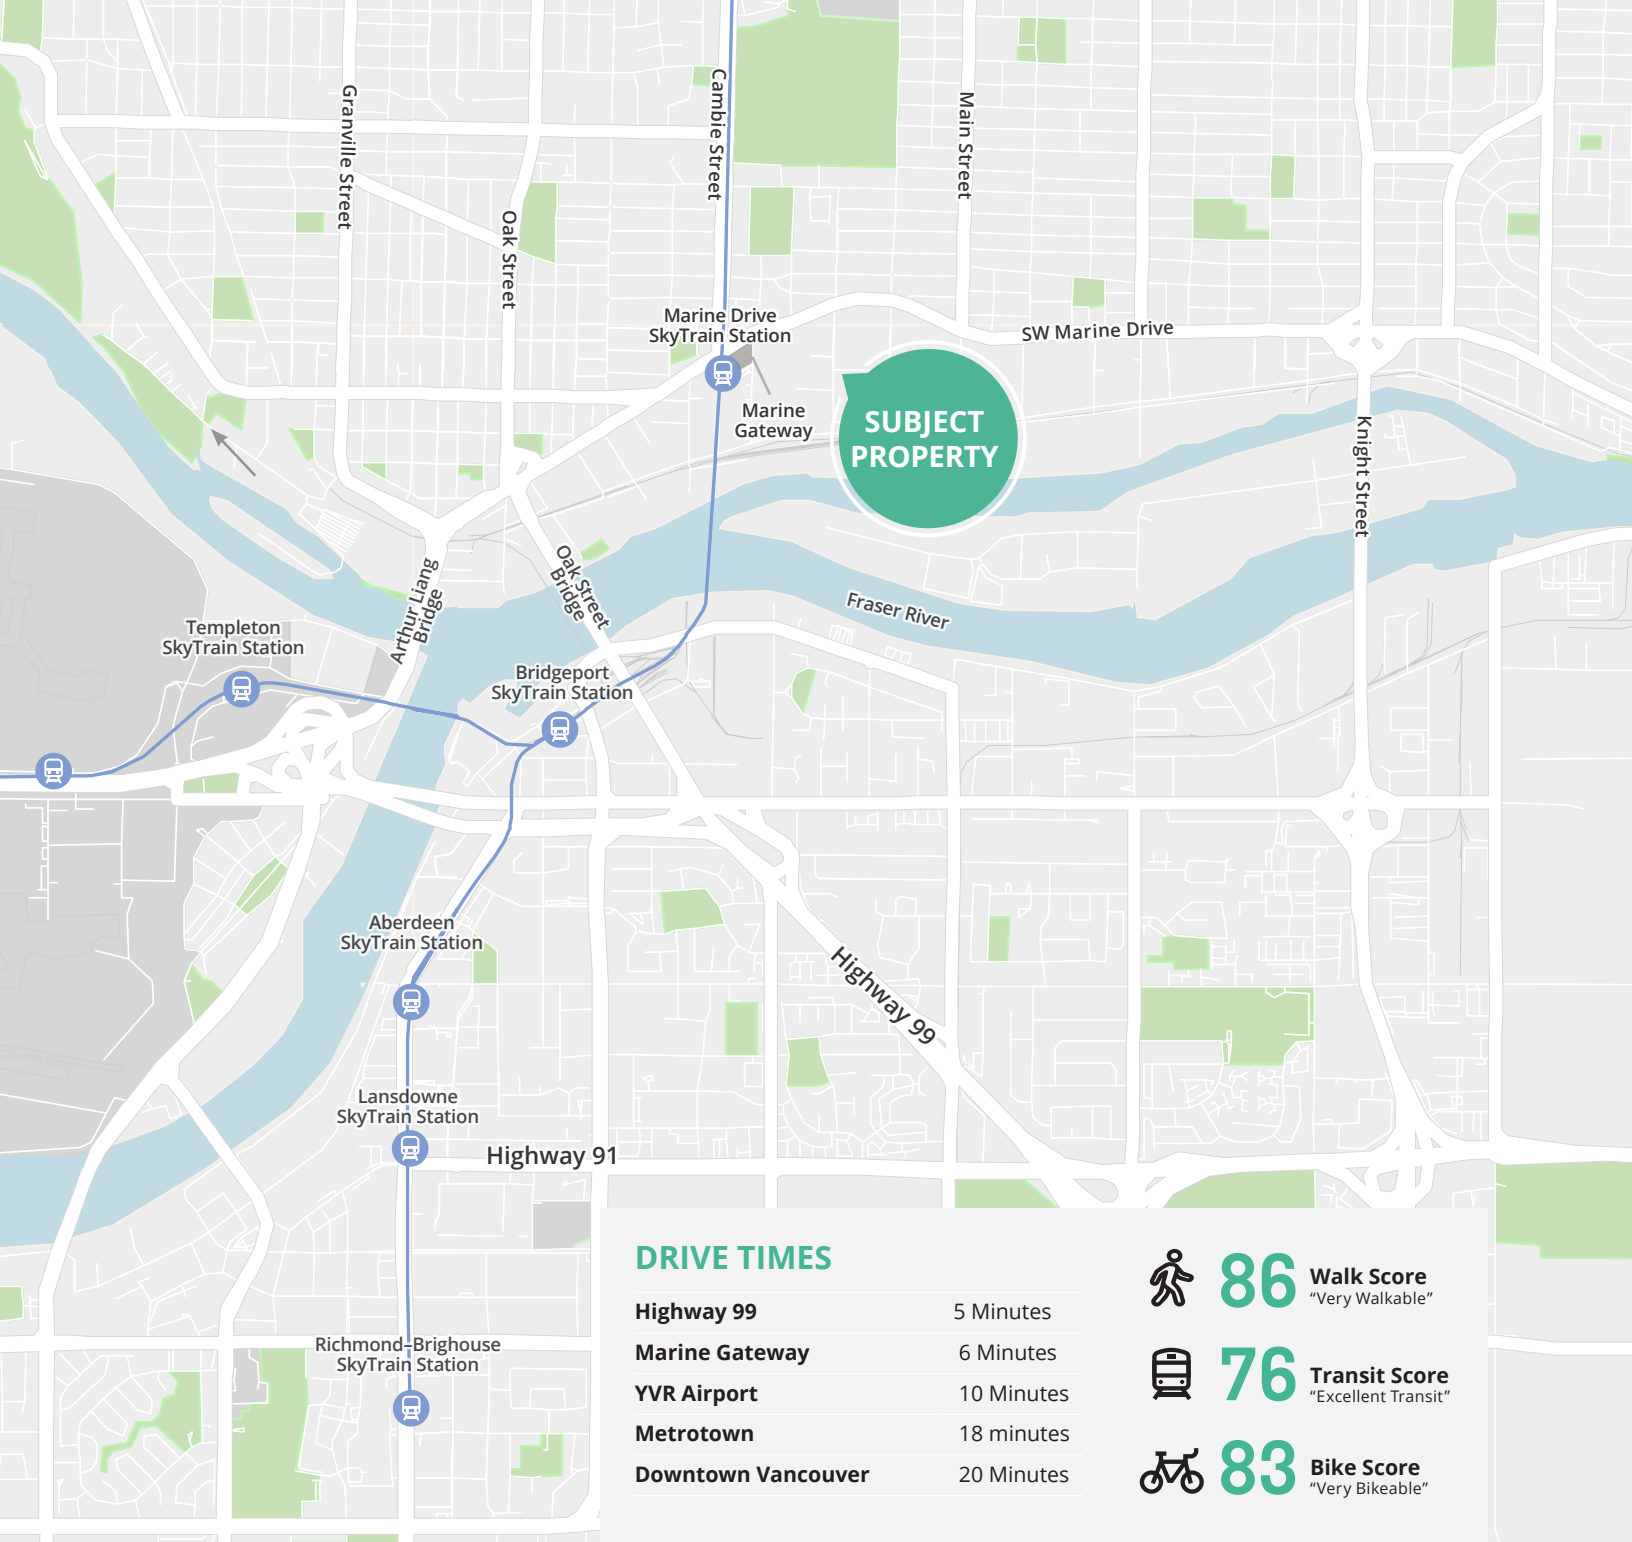 Granville Street
Oak Street
Cambie Street
Main Street
Marine Drive
SkyTrain Station
SW Marine Drive
Marine
Gateway
SUBJECT
PROPERTY
Knight Street
Arthur Liang
Bridge
Oak Street
Bridge
Fraser River
Templeton
SkyTrain Station
Bridgeport
SkyTrain Station
Aberdeen
SkyTrain Station
Highway 99
Lansdowne
SkyTrain Station
Highway 91
Richmond-Brighouse
SkyTrain Station
DRIVE TIMES
Highway 99 5 Minutes
Marine Gateway 6 Minutes
YVR Airport 10 Minutes
Metrotown 18 minutes
Downtown Vancouver 20 Minutes
86 Walk Score
“Very Walkable”
76 Transit Score
“Excellent Transit”
83 Bike Score
“Very Bikeable”